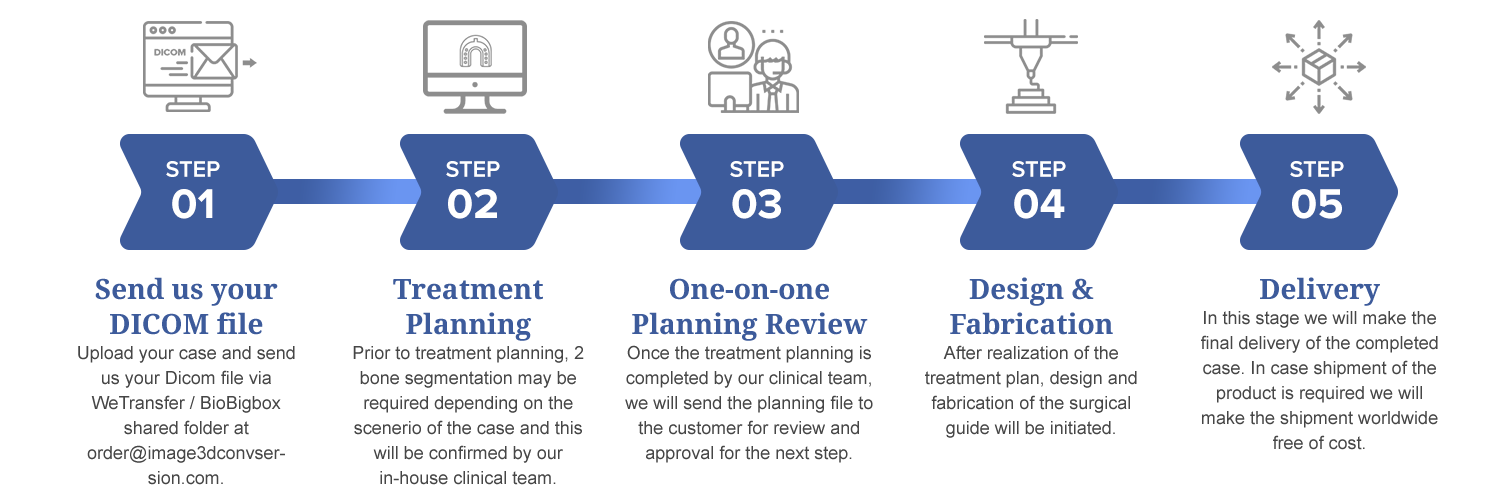 DICOM
STEP
01
Send us your
DICOM file
Upload your case and send
us your Dicom file via
WeTransfer / BioBigbox
shared folder at
order@image3dconvser-
sion.com.
STEP
02
Treatment
Planning
Prior to treatment planning, 2
bone segmentation may be
required depending on the
scenerio of the case and this
will be confirmed by our
in-house clinical team.
STEP
03
One-on-one
Planning Review
Once the treatment planning is
completed by our clinical team,
we will send the planning file to
the customer for review and
approval for the next step.
STEP
04
Design &
Fabrication
After realization of the
treatment plan, design and
fabrication of the surgical
guide will be initiated.
STEP
05
Delivery
In this stage we will make the
final delivery of the completed
case. In case shipment of the
product is required we will
make the shipment worldwide
free of cost.